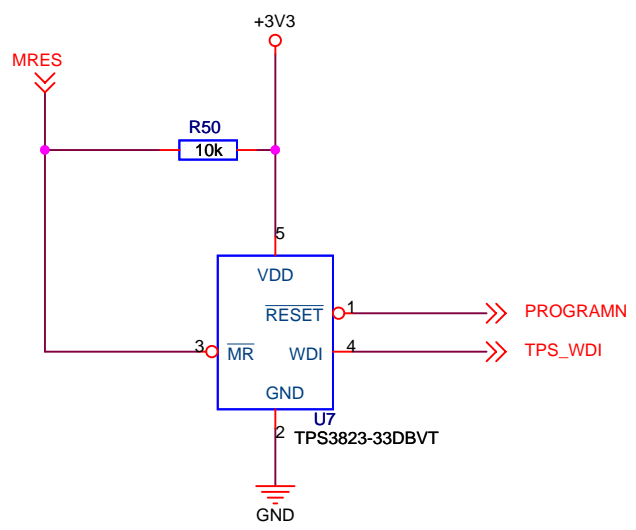 +3V3
MRES
R50
10k
5
VDD
RESET
1
PROGRAMN
3
MR
WDI
4
TPS_WDI
GND
U7
2
TPS3823-33DBVT
GND